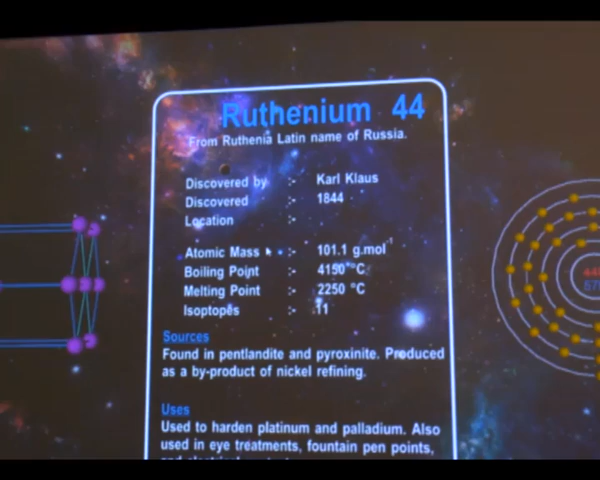 Ruthenium 44
From Ruthenia Latin name of Russia.
Discovered by :- Karl Klaus
Discovered :- 1844
Location :-
Atomic Mass :- 101.1 g.mol-1
Boiling Point :- 4150 °C
Melting Point :- 2250 °C
Isoptopes :- 11
Sources
Found in pentlandite and pyroxinite. Produced
as a by-product of nickel refining.
Uses
Used to harden platinum and palladium. Also
used in eye treatments, fountain pen points,